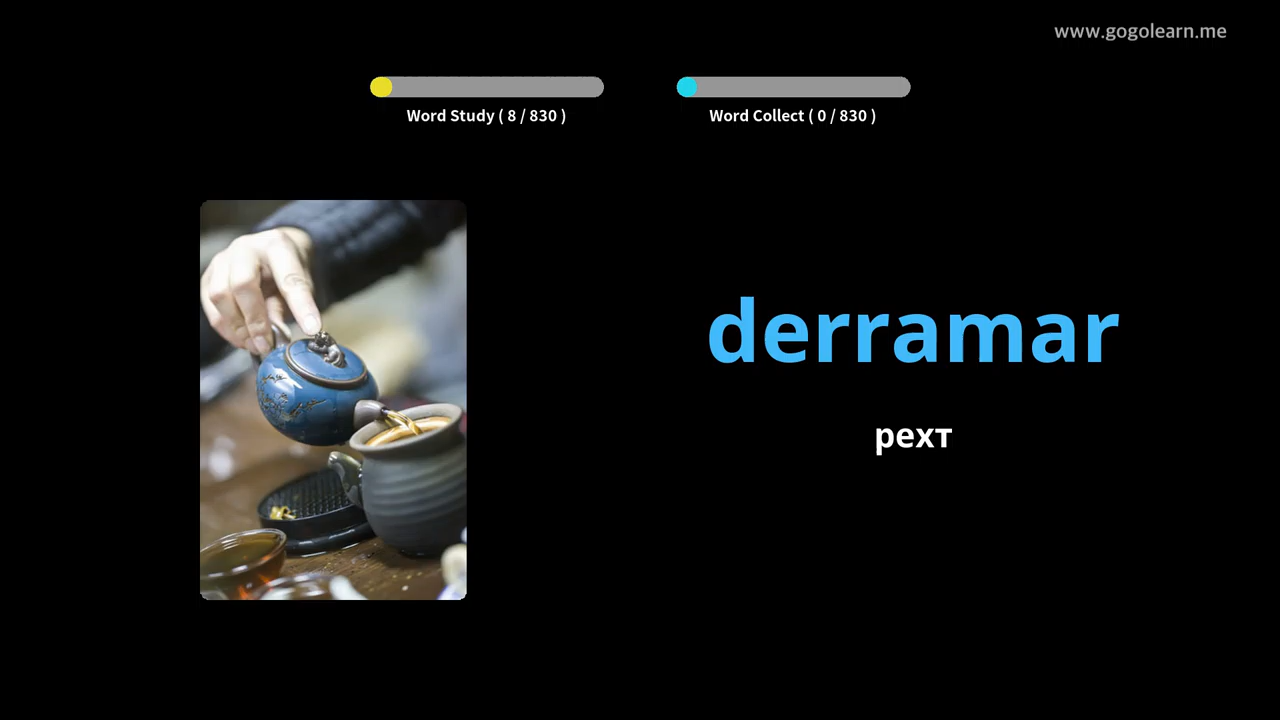 www.gogolearn.me
Word Study ( 8 / 830 )
Word Collect ( 0 / 830 )
derramar
рехт